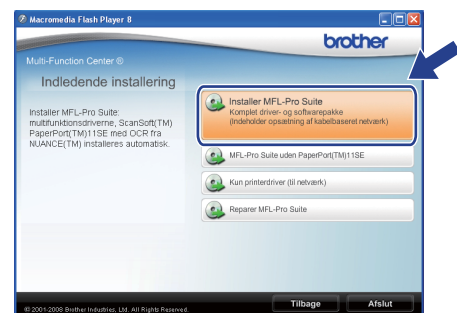 Macromedia Flash Player 8
brother
Multi-Function Center ®
Indledende installering
Installer MFL-Pro Suite:
multifunktionsdriverne, ScanSoft(TM)
PaperPort(TM)11SE med OCR fra
NUANCE(TM) installeres automatisk.
Installer MFL-Pro Suite
Komplet driver- og softwarepakke
(Indeholder opsætning af kabelbaseret netværk)
MFL-Pro Suite uden PaperPort(TM)11SE
Kun printerdriver (til netværk)
Reparer MFL-Pro Suite
© 2001-2008 Brother Industries, Ltd. All Rights Reserved.
Tilbage
Afslut